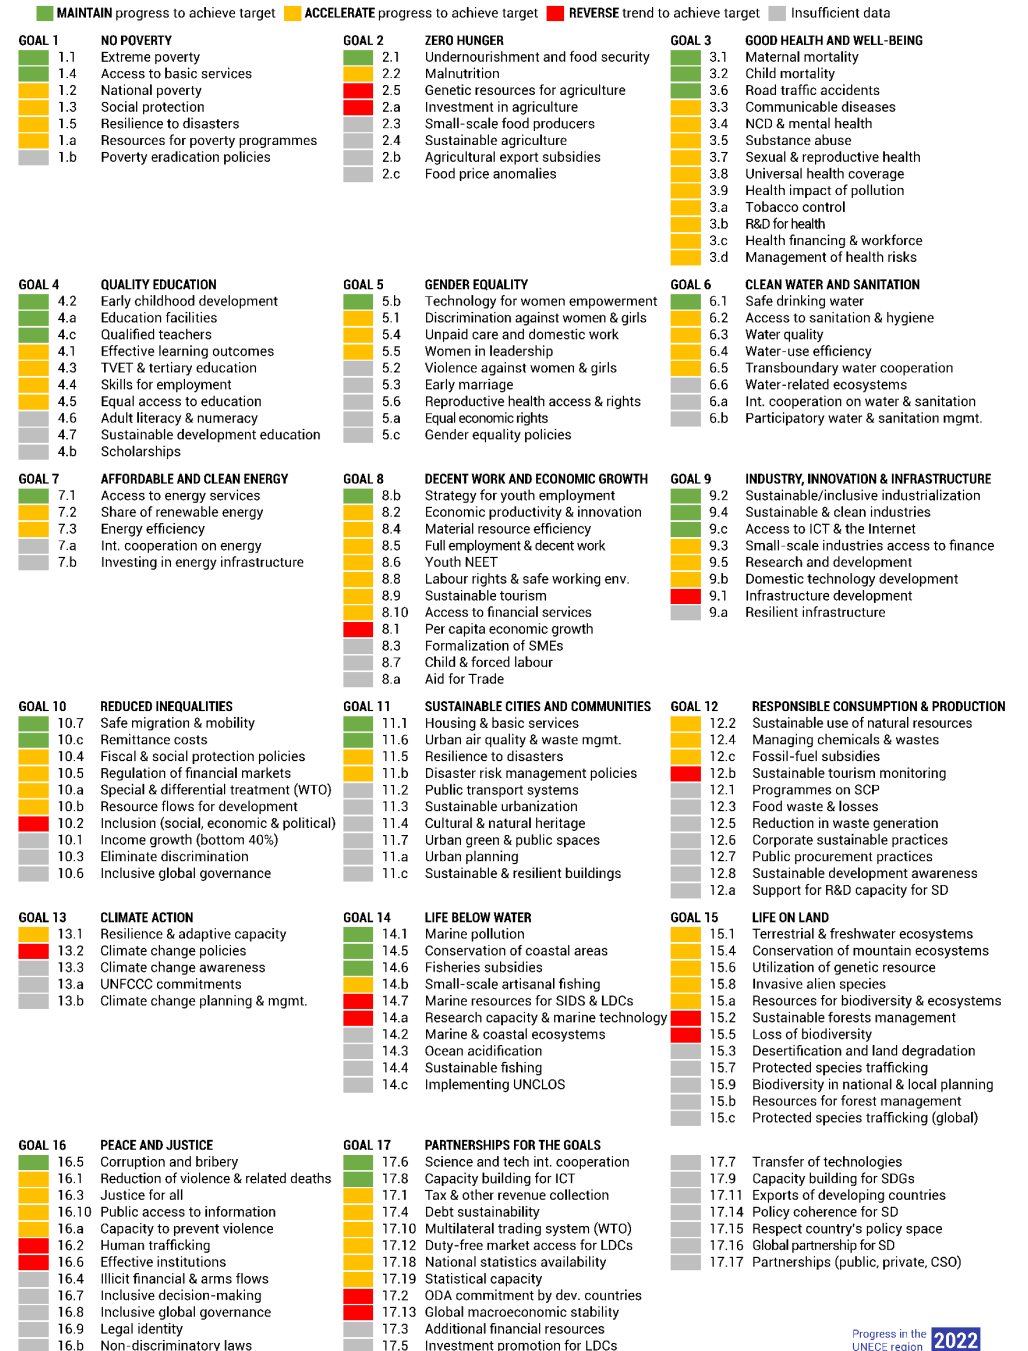 MAINTAIN progress to achieve target ACCELERATE progress to achieve target REVERSE trend to achieve target Insufficient data
GOAL 1 NO POVERTY
1.1 Extreme poverty
1.4 Access to basic services
1.2 National poverty
1.3 Social protection
1.5 Resilience to disasters
1.a Resources for poverty programmes
1.b Poverty eradication policies
GOAL 2 ZERO HUNGER
2.1 Undernourishment and food security
2.2 Malnutrition
2.5 Genetic resources for agriculture
2.a Investment in agriculture
2.3 Small-scale food producers
2.4 Sustainable agriculture
2.b Agricultural export subsidies
2.c Food price anomalies
GOAL 3 GOOD HEALTH AND WELL-BEING
3.1 Maternal mortality
3.2 Child mortality
3.6 Road traffic accidents
3.3 Communicable diseases
3.4 NCD & mental health
3.5 Substance abuse
3.7 Sexual & reproductive health
3.8 Universal health coverage
3.9 Health impact of pollution
3.a Tobacco control
3.b R&D for health
3.c Health financing & workforce
3.d Management of health risks
GOAL 4 QUALITY EDUCATION
4.2 Early childhood development
4.a Education facilities
4.c Qualified teachers
4.1 Effective learning outcomes
4.3 TVET & tertiary education
4.4 Skills for employment
4.5 Equal access to education
4.6 Adult literacy & numeracy
4.7 Sustainable development education
4.b Scholarships
GOAL 5 GENDER EQUALITY
5.b Technology for women empowerment
5.1 Discrimination against women & girls
5.4 Unpaid care and domestic work
5.5 Women in leadership
5.2 Violence against women & girls
5.3 Early marriage
5.6 Reproductive health access & rights
5.a Equal economic rights
5.c Gender equality policies
GOAL 6 CLEAN WATER AND SANITATION
6.1 Safe drinking water
6.2 Access to sanitation & hygiene
6.3 Water quality
6.4 Water-use efficiency
6.5 Transboundary water cooperation
6.6 Water-related ecosystems
6.a Int. cooperation on water & sanitation
6.b Participatory water & sanitation mgmt.
GOAL 7 AFFORDABLE AND CLEAN ENERGY
7.1 Access to energy services
7.2 Share of renewable energy
7.3 Energy efficiency
7.a Int. cooperation on energy
7.b Investing in energy infrastructure
GOAL 8 DECENT WORK AND ECONOMIC GROWTH
8.b Strategy for youth employment
8.2 Economic productivity & innovation
8.4 Material resource efficiency
8.5 Full employment & decent work
8.6 Youth NEET
8.8 Labour rights & safe working env.
8.9 Sustainable tourism
8.10 Access to financial services
8.1 Per capita economic growth
8.3 Formalization of SMEs
8.7 Child & forced labour
8.a Aid for Trade
GOAL 9 INDUSTRY, INNOVATION & INFRASTRUCTURE
9.2 Sustainable/inclusive industrialization
9.4 Sustainable & clean industries
9.c Access to ICT & the Internet
9.3 Small-scale industries access to finance
9.5 Research and development
9.b Domestic technology development
9.1 Infrastructure development
9.a Resilient infrastructure
GOAL 10 REDUCED INEQUALITIES
10.7 Safe migration & mobility
10.c Remittance costs
10.4 Fiscal & social protection policies
10.5 Regulation of financial markets
10.a Special & differential treatment (WTO)
10.b Resource flows for development
10.2 Inclusion (social, economic & political)
10.1 Income growth (bottom 40%)
10.3 Eliminate discrimination
10.6 Inclusive global governance
GOAL 11 SUSTAINABLE CITIES AND COMMUNITIES
11.1 Housing & basic services
11.6 Urban air quality & waste mgmt.
11.5 Resilience to disasters
11.b Disaster risk management policies
11.2 Public transport systems
11.3 Sustainable urbanization
11.4 Cultural & natural heritage
11.7 Urban green & public spaces
11.a Urban planning
11.c Sustainable & resilient buildings
GOAL 12 RESPONSIBLE CONSUMPTION & PRODUCTION
12.2 Sustainable use of natural resources
12.4 Managing chemicals & wastes
12.c Fossil-fuel subsidies
12.b Sustainable tourism monitoring
12.1 Programmes on SCP
12.3 Food waste & losses
12.5 Reduction in waste generation
12.6 Corporate sustainable practices
12.7 Public procurement practices
12.8 Sustainable development awareness
12.a Support for R&D capacity for SD
GOAL 13 CLIMATE ACTION
13.1 Resilience & adaptive capacity
13.2 Climate change policies
13.3 Climate change awareness
13.a UNFCCC commitments
13.b Climate change planning & mgmt.
GOAL 14 LIFE BELOW WATER
14.1 Marine pollution
14.5 Conservation of coastal areas
14.6 Fisheries subsidies
14.b Small-scale artisanal fishing
14.7 Marine resources for SIDS & LDCs
14.a Research capacity & marine technology
14.2 Marine & coastal ecosystems
14.3 Ocean acidification
14.4 Sustainable fishing
14.c Implementing UNCLOS
GOAL 15 LIFE ON LAND
15.1 Terrestrial & freshwater ecosystems
15.4 Conservation of mountain ecosystems
15.6 Utilization of genetic resource
15.8 Invasive alien species
15.a Resources for biodiversity & ecosystems
15.2 Sustainable forests management
15.5 Loss of biodiversity
15.3 Desertification and land degradation
15.7 Protected species trafficking
15.9 Biodiversity in national & local planning
15.b Resources for forest management
15.c Protected species trafficking (global)
GOAL 16 PEACE AND JUSTICE
16.5 Corruption and bribery
16.1 Reduction of violence & related deaths
16.3 Justice for all
16.10 Public access to information
16.a Capacity to prevent violence
16.2 Human trafficking
16.6 Effective institutions
16.4 Illicit financial & arms flows
16.7 Inclusive decision-making
16.8 Inclusive global governance
16.9 Legal identity
16.b Non-discriminatory laws
GOAL 17 PARTNERSHIPS FOR THE GOALS
17.6 Science and tech int. cooperation
17.8 Capacity building for ICT
17.1 Tax & other revenue collection
17.4 Debt sustainability
17.10 Multilateral trading system (WTO)
17.12 Duty-free market access for LDCs
17.18 National statistics availability
17.19 Statistical capacity
17.2 ODA commitment by dev. countries
17.13 Global macroeconomic stability
17.3 Additional financial resources
17.5 Investment promotion for LDCs
17.7 Transfer of technologies
17.9 Capacity building for SDGs
17.11 Exports of developing countries
17.14 Policy coherence for SD
17.15 Respect country's policy space
17.16 Global partnership for SD
17.17 Partnerships (public, private, CSO)
Progress in the
UNECE region 2022